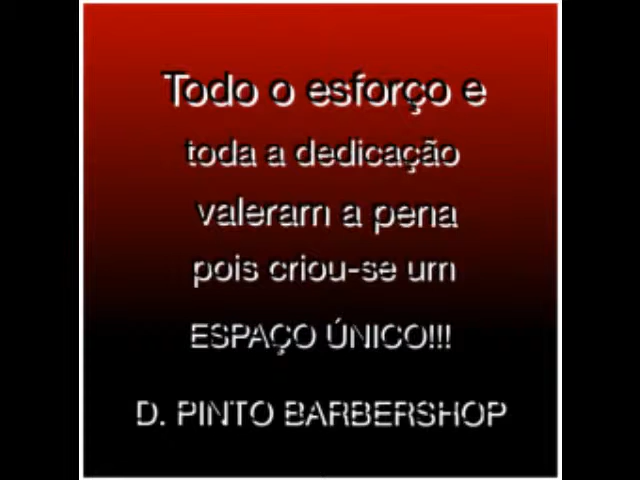 Todo o esforço e
toda a dedicação
valeram a pena
pois criou-se um
ESPAÇO ÚNICO!!!
D. PINTO BARBERSHOP